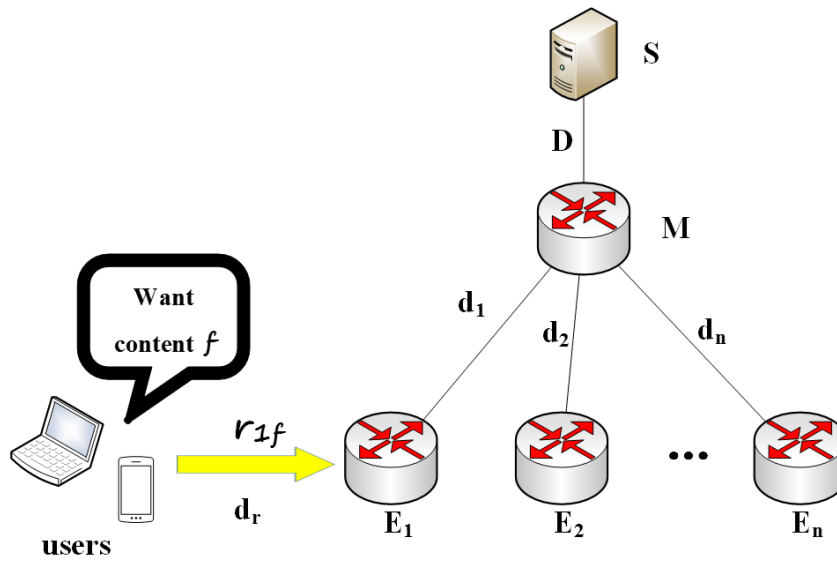 S
D
M
Want
content f
d₁
d₂
dₙ
r₁f
dᵣ
E₁
E₂
...
Eₙ
users